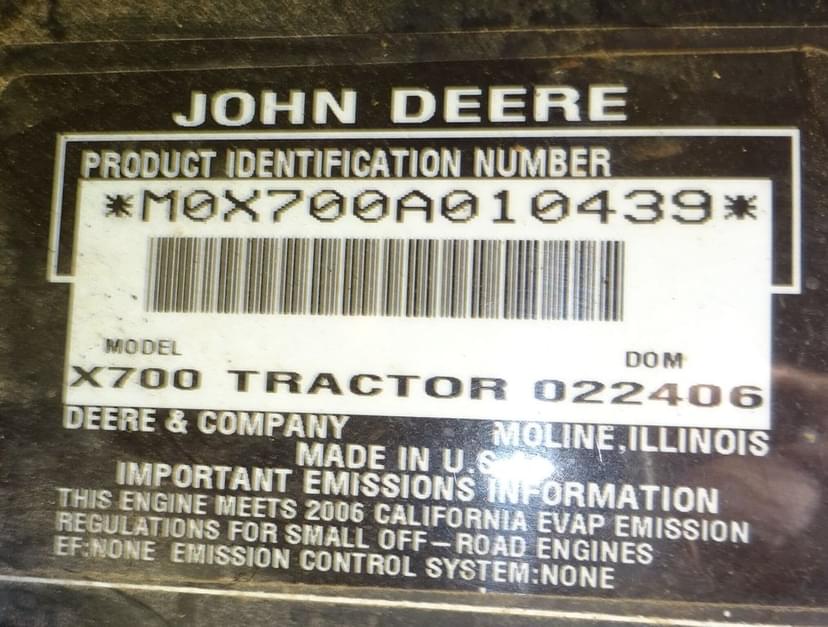 JOHN DEERE
PRODUCT IDENTIFICATION NUMBER
*M0X700A010439*
MODEL DOM
X700 TRACTOR 022406
DEERE & COMPANY MOLINE, ILLINOIS
MADE IN U.S.
IMPORTANT EMISSIONS INFORMATION
THIS ENGINE MEETS 2006 CALIFORNIA EVAP EMISSION
REGULATIONS FOR SMALL OFF-ROAD ENGINES
EF:NONE EMISSION CONTROL SYSTEM:NONE